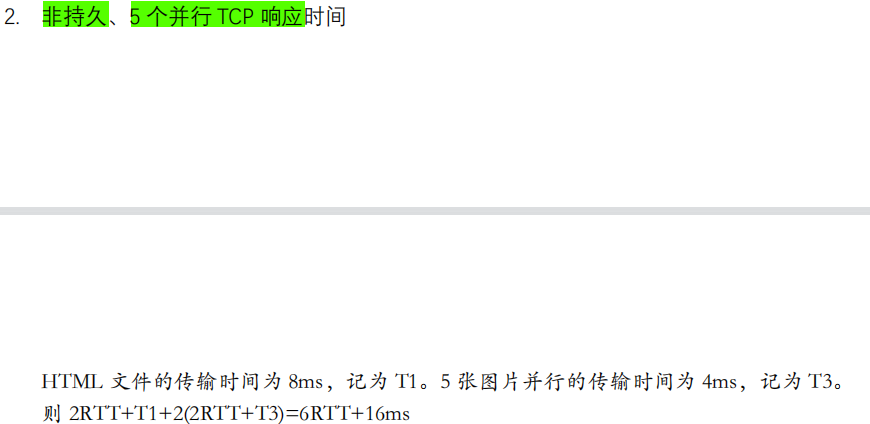 2. 非持久、5 个并行 TCP 响应时间
HTML 文件的传输时间为 8ms，记为 T1。5 张图片并行的传输时间为 4ms，记为 T3。
则 2RTT+T1+2(2RTT+T3)=6RTT+16ms